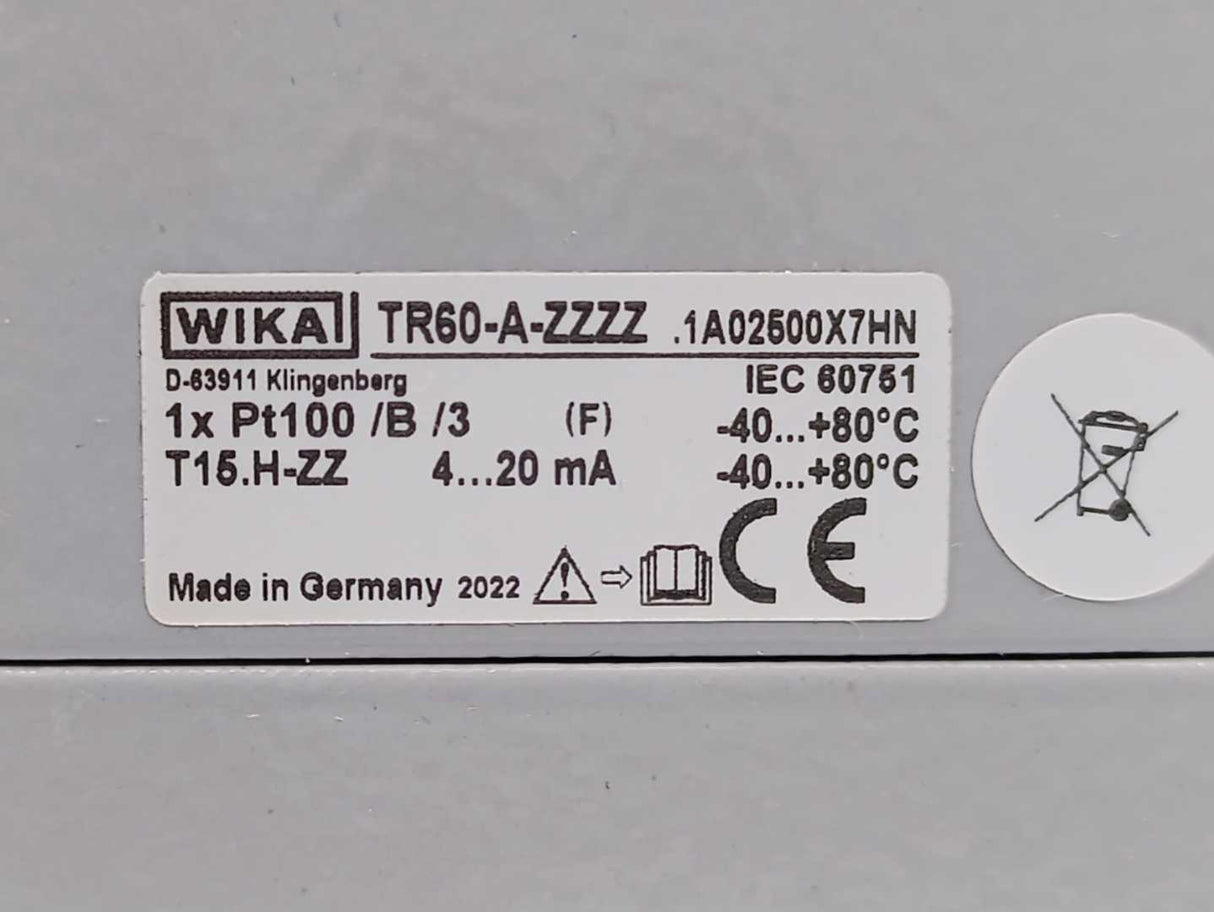 WIKA TR60-A-ZZZZ .1A02500X7HN
D-63911 Klingenberg IEC 60751
1x Pt100 /B /3 (F) -40...+80°C
T15.H-ZZ 4...20 mA -40...+80°C
Made in Germany 2022 CE